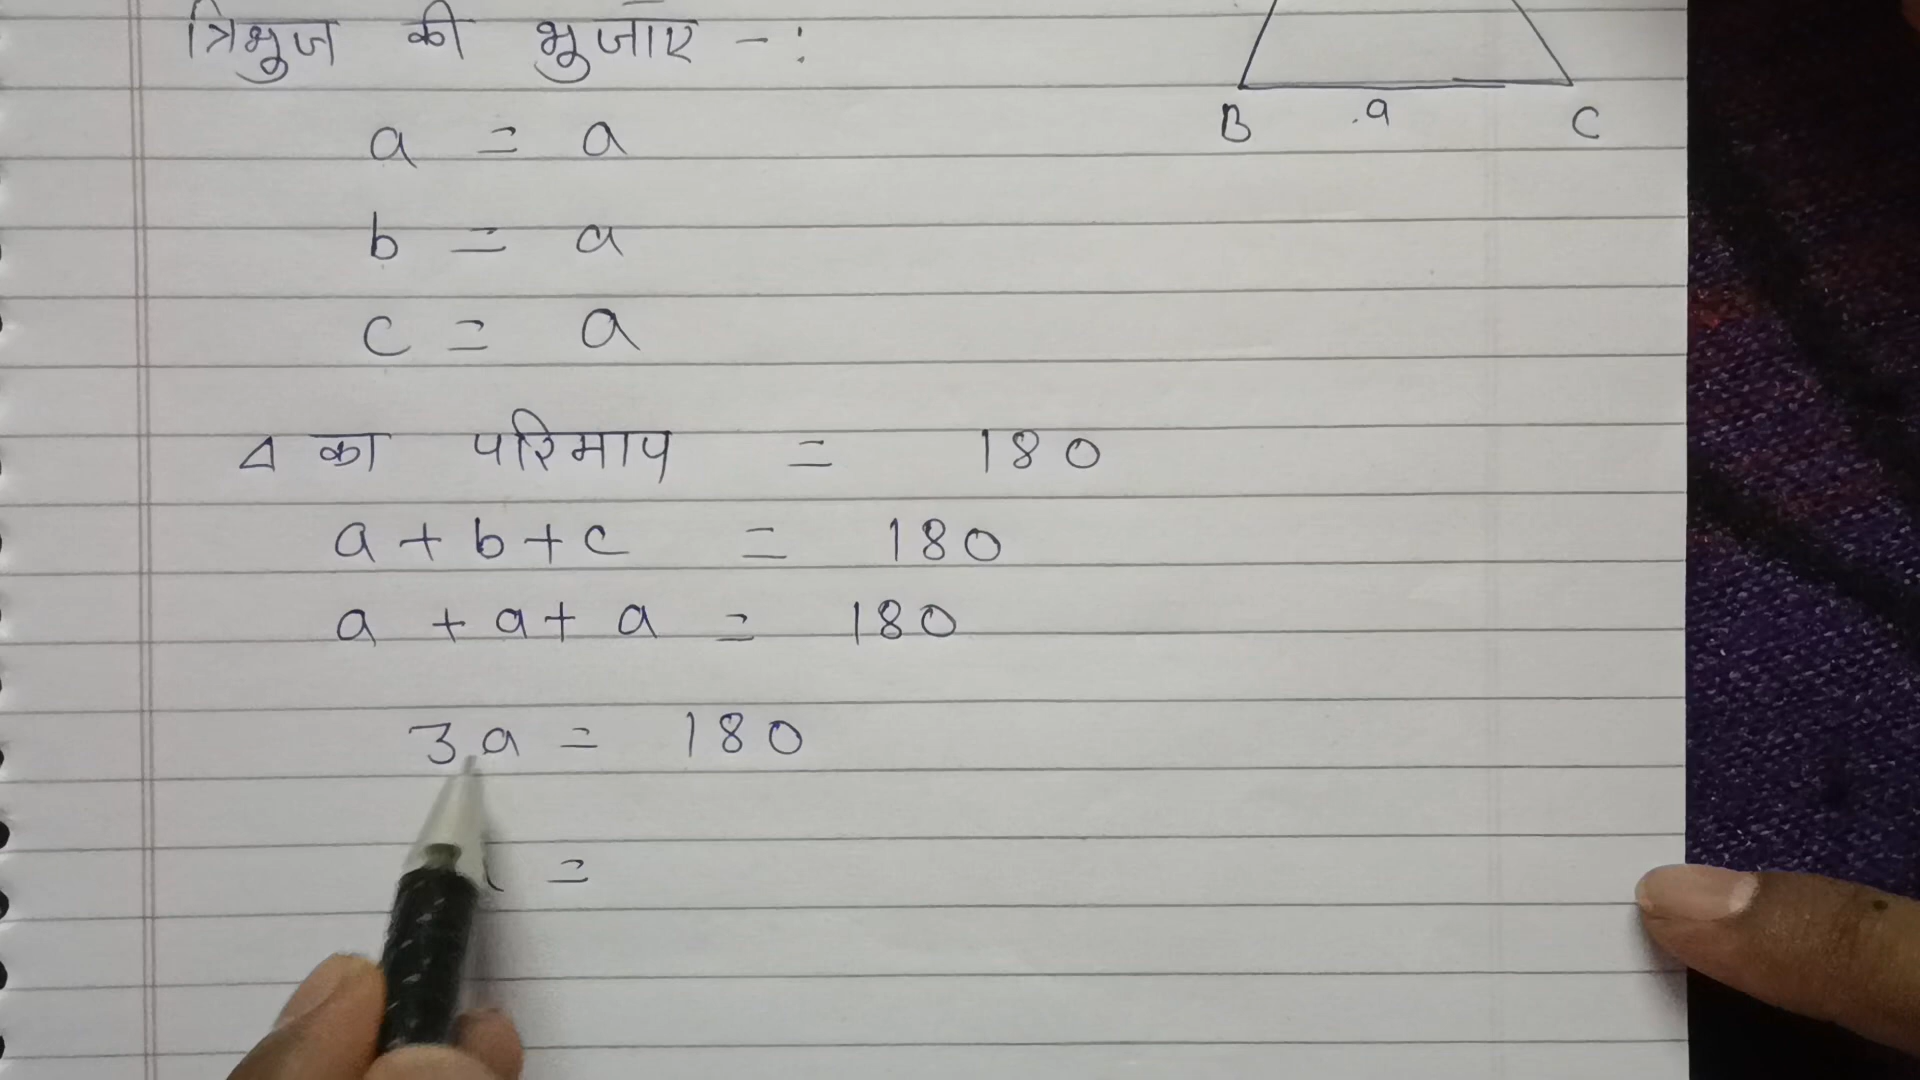 त्रिभुज की भुजाए -:
B a C
a = a
b = a
c = a
Δ का परिमाप = 180
a + b + c = 180
a + a + a = 180
3a = 180
=